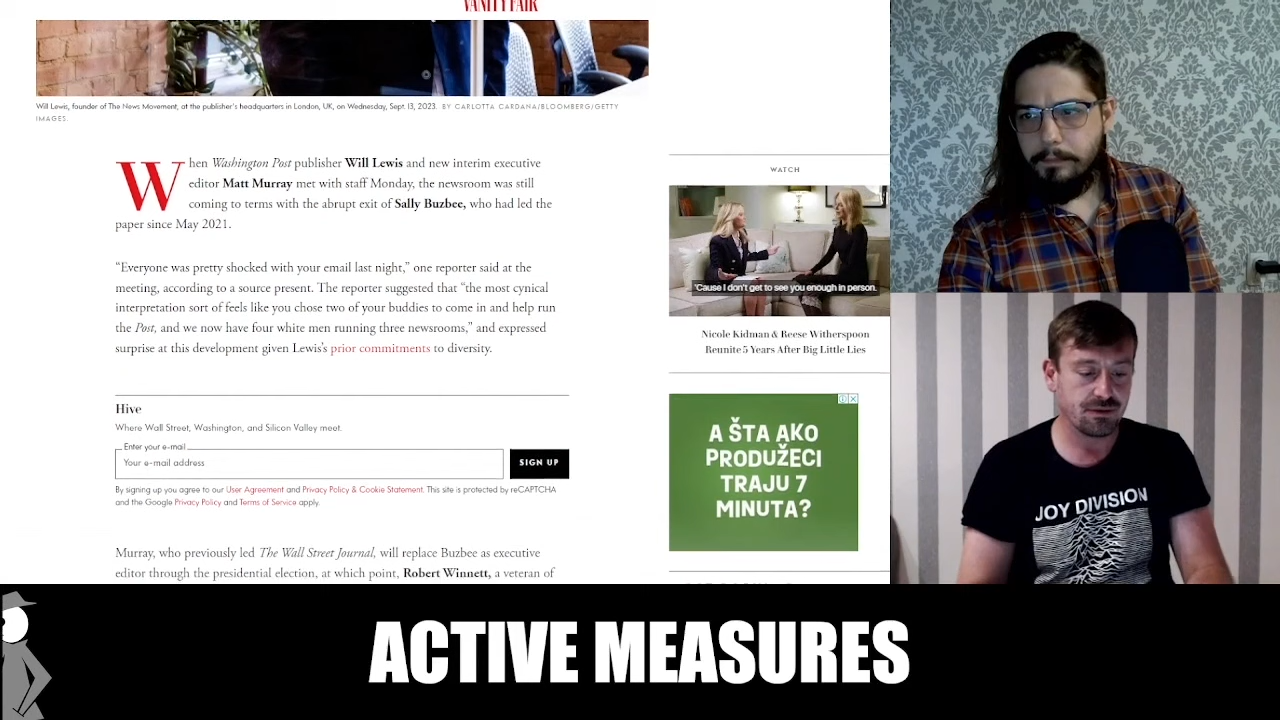 VANITY FAIR
Will Lewis, founder of The News Movement, at the publisher's headquarters in London, UK, on Wednesday, Sept. 13, 2023. BY CARLOTTA CARDANA/BLOOMBERG/GETTY
IMAGES.
When Washington Post publisher Will Lewis and new interim executive
editor Matt Murray met with staff Monday, the newsroom was still
coming to terms with the abrupt exit of Sally Buzbee, who had led the
paper since May 2021.
“Everyone was pretty shocked with your email last night,” one reporter said at the
meeting, according to a source present. The reporter suggested that “the most cynical
interpretation sort of feels like you chose two of your buddies to come in and help run
the Post, and we now have four white men running three newsrooms,” and expressed
surprise at this development given Lewis's prior commitments to diversity.
Hive
Where Wall Street, Washington, and Silicon Valley meet.
Enter your e-mail
Your e-mail address
SIGN UP
By signing up you agree to our User Agreement and Privacy Policy & Cookie Statement. This site is protected by reCAPTCHA
and the Google Privacy Policy and Terms of Service apply.
Murray, who previously led The Wall Street Journal, will replace Buzbee as executive
editor through the presidential election, at which point, Robert Winnett, a veteran of
WATCH
'Cause I don't get to see you enough in person.
Nicole Kidman & Reese Witherspoon
Reunite 5 Years After Big Little Lies
A ŠTA AKO
PRODUŽECI
TRAJU 7
MINUTA?
JOY DIVISION
ACTIVE MEASURES